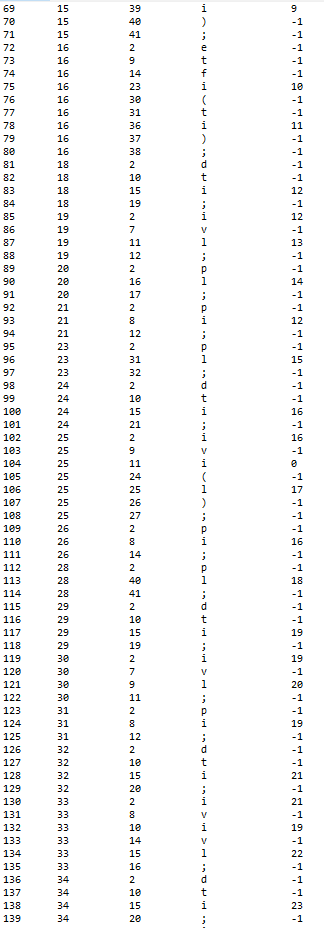 69 15 39 i 9
70 15 40 ) -1
71 15 41 ; -1
72 16 2 e -1
73 16 9 t -1
74 16 14 f -1
75 16 23 i 10
76 16 30 ( -1
77 16 31 t -1
78 16 36 i 11
79 16 37 ) -1
80 16 38 ; -1
81 18 2 d -1
82 18 10 t -1
83 18 15 i 12
84 18 19 ; -1
85 19 2 i 12
86 19 7 v -1
87 19 11 l 13
88 19 12 ; -1
89 20 2 p -1
90 20 16 l 14
91 20 17 ; -1
92 21 2 p -1
93 21 8 i 12
94 21 12 ; -1
95 23 2 p -1
96 23 31 l 15
97 23 32 ; -1
98 24 2 d -1
99 24 10 t -1
100 24 15 i 16
101 24 21 ; -1
102 25 2 i 16
103 25 9 v -1
104 25 11 i 0
105 25 24 ( -1
106 25 25 l 17
107 25 26 ) -1
108 25 27 ; -1
109 26 2 p -1
110 26 8 i 16
111 26 14 ; -1
112 28 2 p -1
113 28 40 l 18
114 28 41 ; -1
115 29 2 d -1
116 29 10 t -1
117 29 15 i 19
118 29 19 ; -1
119 30 2 i 19
120 30 7 v -1
121 30 9 l 20
122 30 11 ; -1
123 31 2 p -1
124 31 8 i 19
125 31 12 ; -1
126 32 2 d -1
127 32 10 t -1
128 32 15 i 21
129 32 20 ; -1
130 33 2 i 21
131 33 8 v -1
132 33 10 i 19
133 33 14 v -1
134 33 15 l 22
135 33 16 ; -1
136 34 2 d -1
137 34 10 t -1
138 34 15 i 23
139 34 20 ; -1